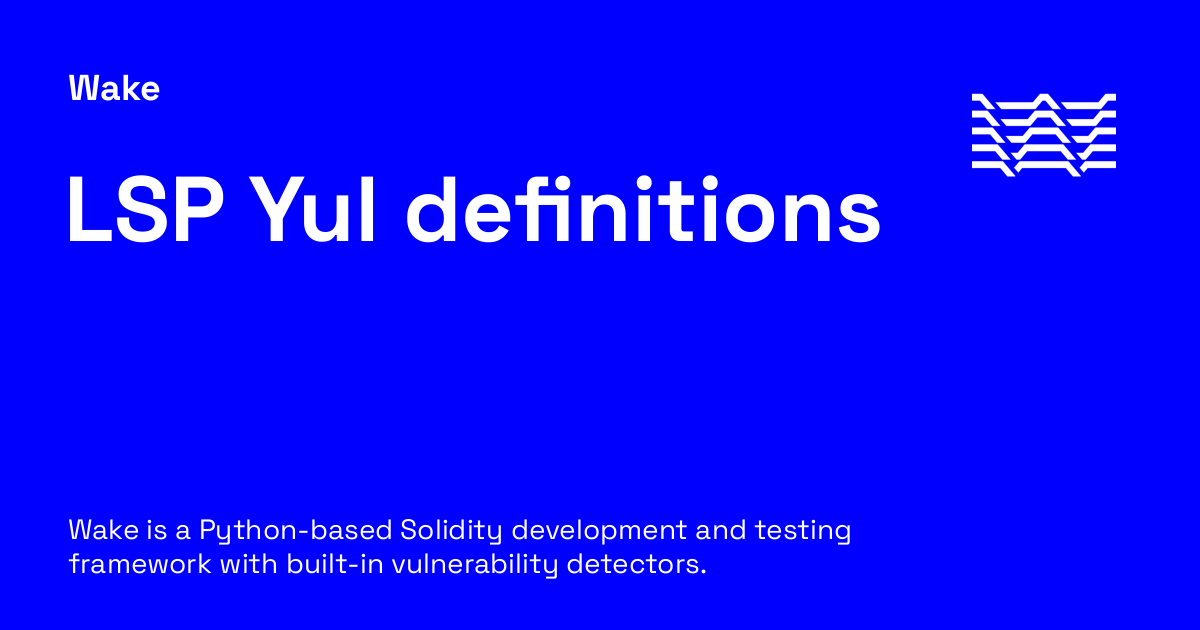 Wake
LSP Yul definitions
Wake is a Python-based Solidity development and testing
framework with built-in vulnerability detectors.